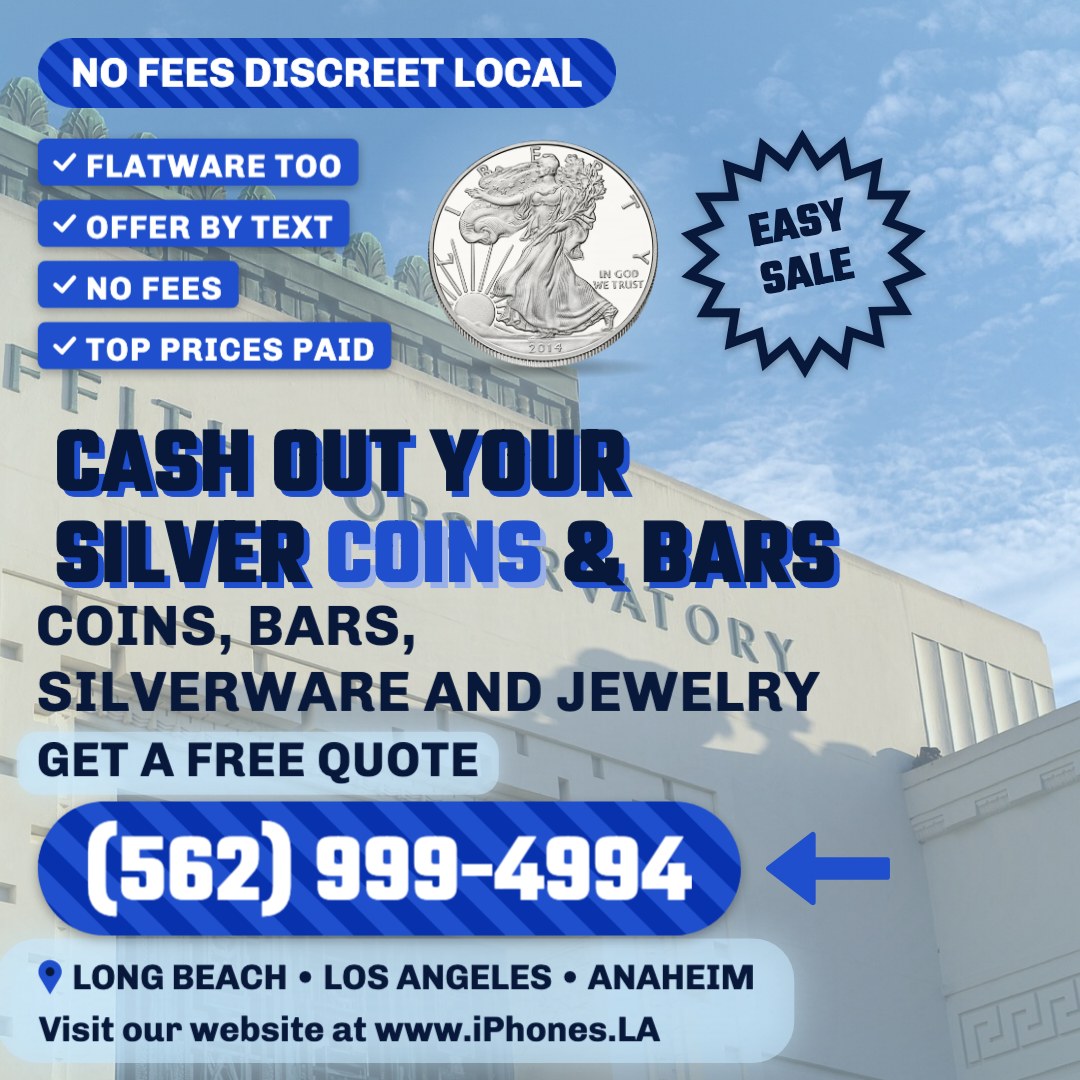 NO FEES DISCREET LOCAL
FLATWARE TOO
OFFER BY TEXT
NO FEES
TOP PRICES PAID
LIBERTY
IN GOD
WE TRUST
2014
EASY
SALE
FFITH
OBSERVATORY
CASH OUT YOUR
SILVER COINS & BARS
COINS, BARS,
SILVERWARE AND JEWELRY
GET A FREE QUOTE
(562) 999-4994
LONG BEACH • LOS ANGELES • ANAHEIM
Visit our website at www.iPhones.LA